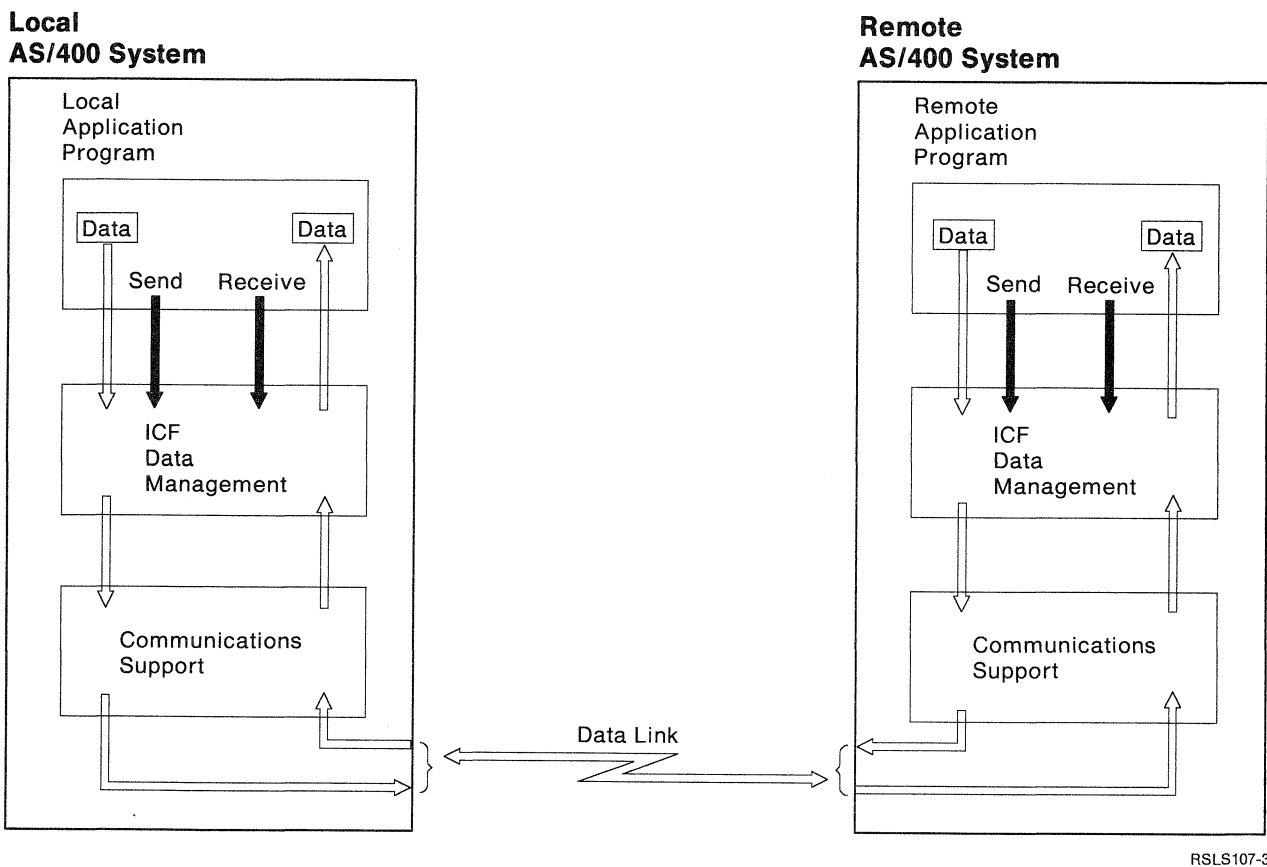 Local
AS/400 System
Local
Application
Program
Data
Data
Send
Receive
ICF
Data
Management
Communications
Support
Data Link
Remote
AS/400 System
Remote
Application
Program
Data
Data
Send
Receive
ICF
Data
Management
Communications
Support
RSLS107-3